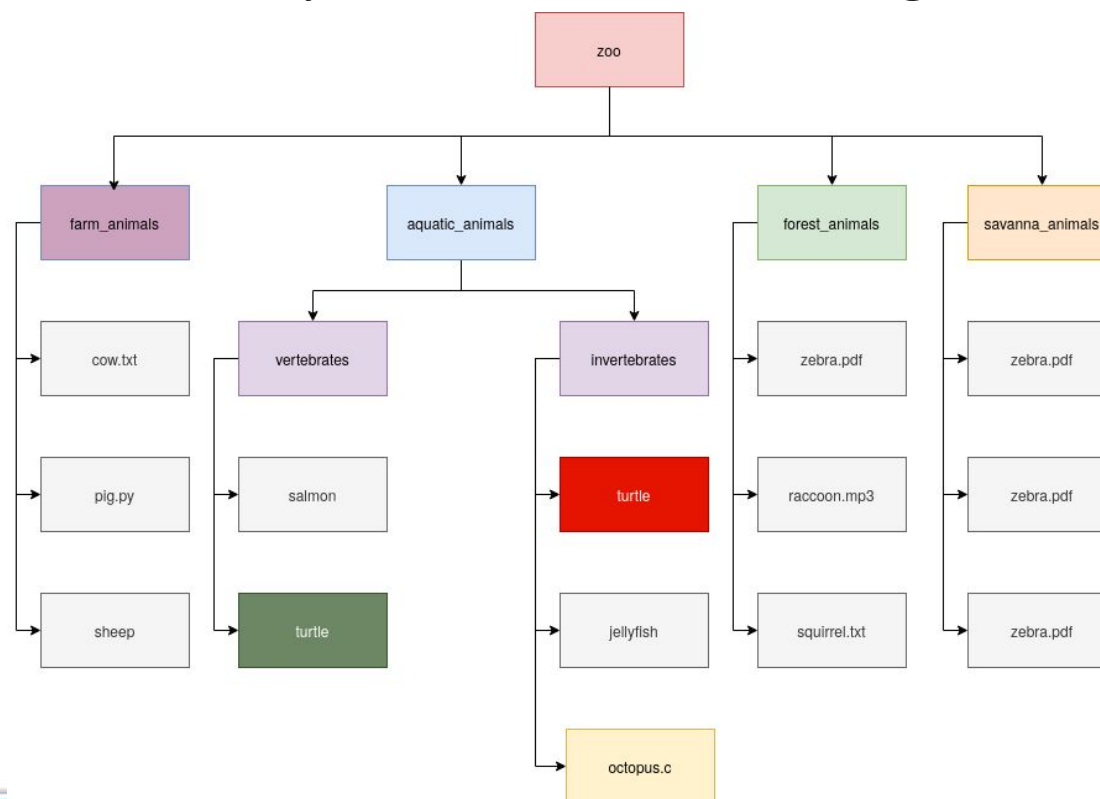 zoo
farm_animals
aquatic_animals
forest_animals
savanna_animals
cow.txt
vertebrates
invertebrates
zebra.pdf
zebra.pdf
pig.py
salmon
turtle
raccoon.mp3
zebra.pdf
sheep
turtle
jellyfish
squirrel.txt
zebra.pdf
octopus.c